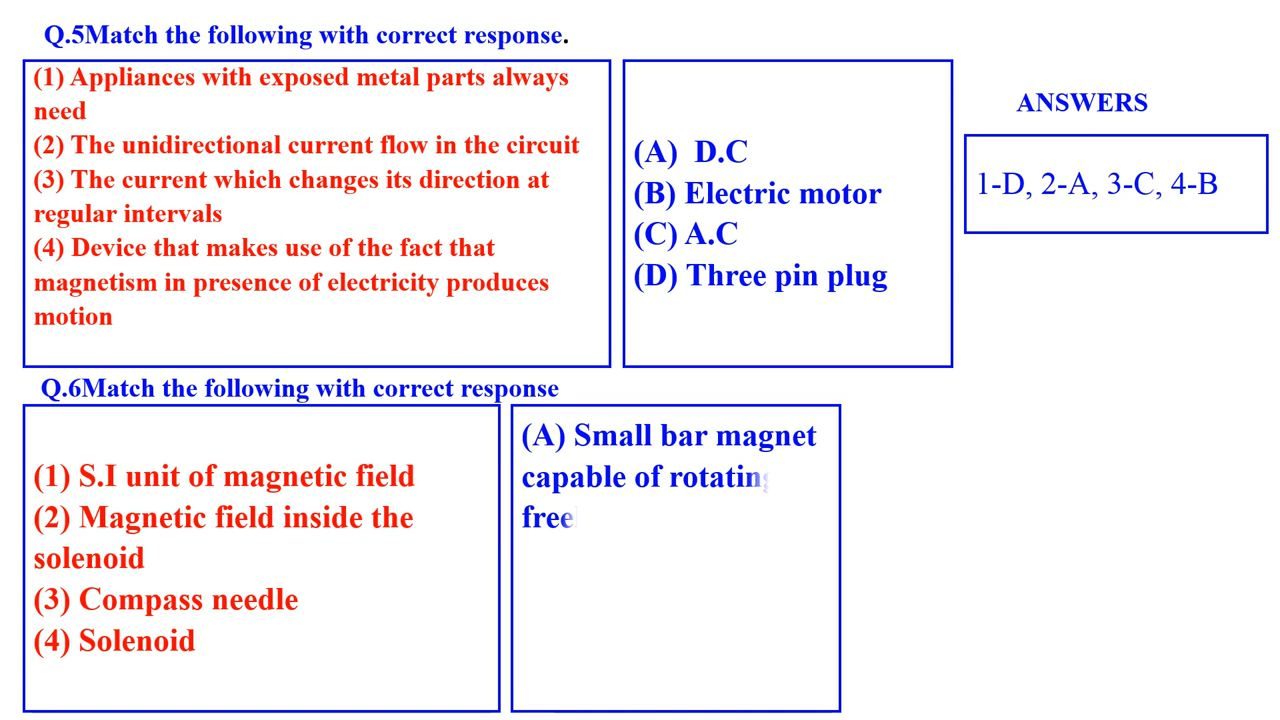 Q.5Match the following with correct response.
(1) Appliances with exposed metal parts always
need
(2) The unidirectional current flow in the circuit
(3) The current which changes its direction at
regular intervals
(4) Device that makes use of the fact that
magnetism in presence of electricity produces
motion
(A) D.C
(B) Electric motor
(C) A.C
(D) Three pin plug
ANSWERS
1-D, 2-A, 3-C, 4-B
Q.6Match the following with correct response
(1) S.I unit of magnetic field
(2) Magnetic field inside the
solenoid
(3) Compass needle
(4) Solenoid
(A) Small bar magnet
capable of rotating
free